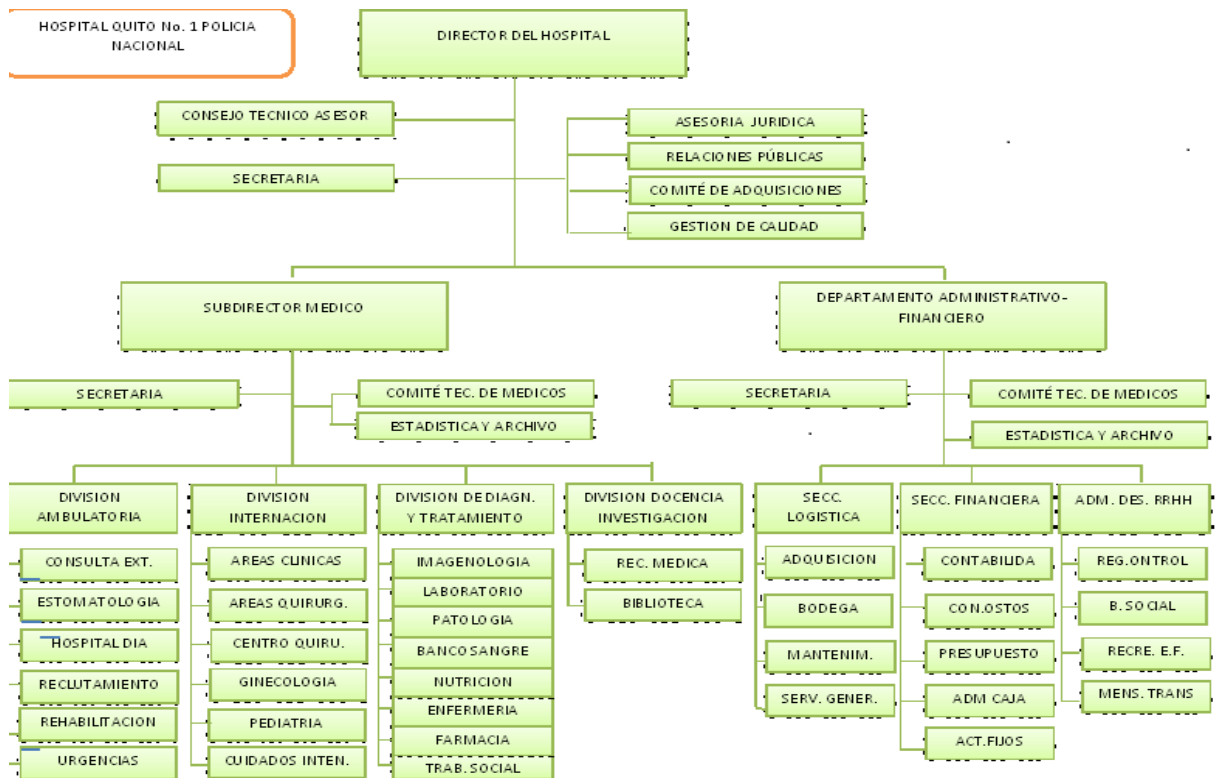 HOSPITAL QUITO No. 1 POLICIA
NACIONAL
DIRECTOR DEL HOSPITAL
CONSEJO TECNICO ASESOR
ASESORIA JURIDICA
RELACIONES PÚBLICAS
SECRETARIA
COMITÉ DE ADQUISICIONES
GESTION DE CALIDAD
SUBDIRECTOR MEDICO
DEPARTAMENTO ADMINISTRATIVO-
FINANCIERO
SECRETARIA
COMITÉ TEC. DE MEDICOS
ESTADISTICA Y ARCHIVO
SECRETARIA
COMITÉ TEC. DE MEDICOS
ESTADISTICA Y ARCHIVO
DIVISION
AMBULATORIA
CONSULTA EXT.
ESTOMATOLOGIA
HOSPITAL DIA
RECLUTAMIENTO
REHABILITACION
URGENCIAS
DIVISION
INTERNACION
AREAS CLINICAS
AREAS QUIRURG.
CENTRO QUIRU.
GINECOLOGIA
PEDIATRIA
CUIDADOS INTEN.
DIVISION DE DIAGN.
Y TRATAMIENTO
IMAGENOLOGIA
LABORATORIO
PATOLOGIA
BANCO SANGRE
NUTRICION
ENFERMERIA
FARMACIA
TRAB. SOCIAL
DIVISION DOCENCIA
INVESTIGACION
REC. MEDICA
BIBLIOTECA
SECC.
LOGISTICA
ADQUISICION
BODEGA
MANTENIM.
SERV. GENER.
SECC. FINANCIERA
CONTABILIDA
CON.OSTOS
PRESUPUESTO
ADM CAJA
ACT.FIJOS
ADM. DES. RRHH
REG.ONTROL
B. SOCIAL
RECRE. E.F.
MENS. TRANS